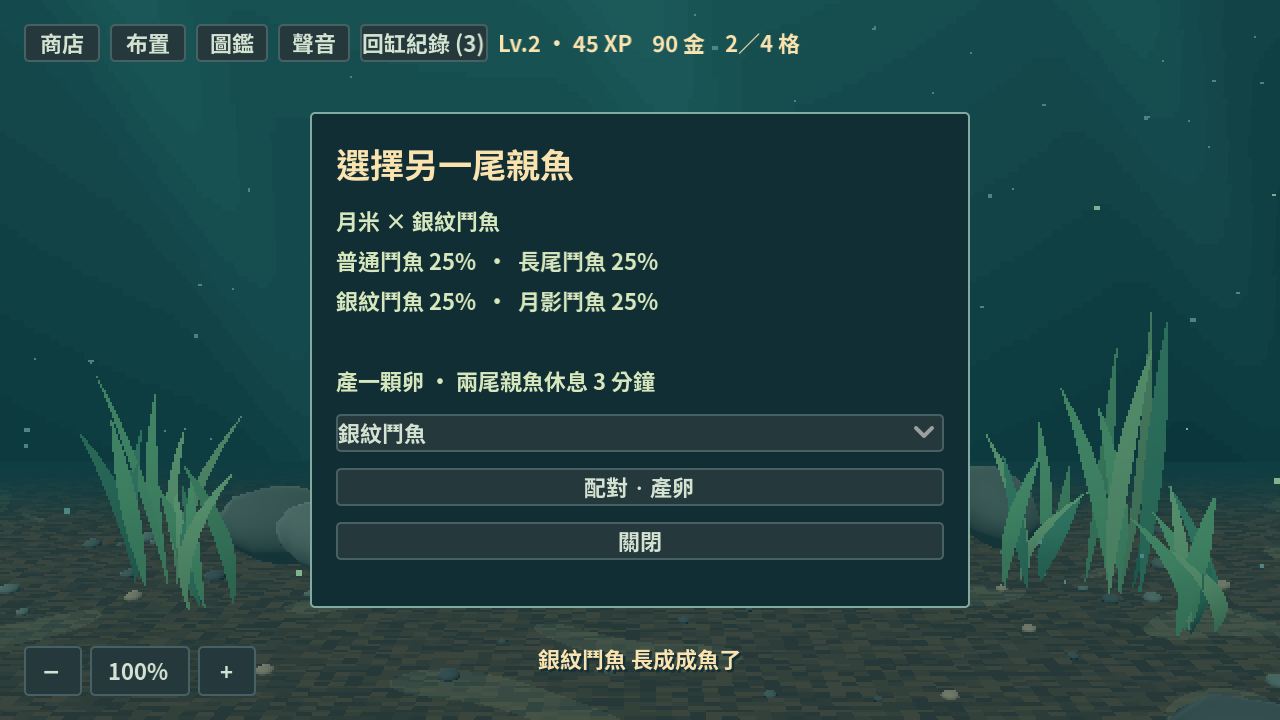 商店 布置 圖鑑 聲音 回缸紀錄 (3) Lv.2 · 45 XP 90 金 2／4 格
選擇另一尾親魚
月米 × 銀紋鬥魚
普通鬥魚 25% · 長尾鬥魚 25%
銀紋鬥魚 25% · 月影鬥魚 25%
產一顆卵 · 兩尾親魚休息 3 分鐘
銀紋鬥魚
配對 · 產卵
關閉
銀紋鬥魚 長成成魚了
− 100% +